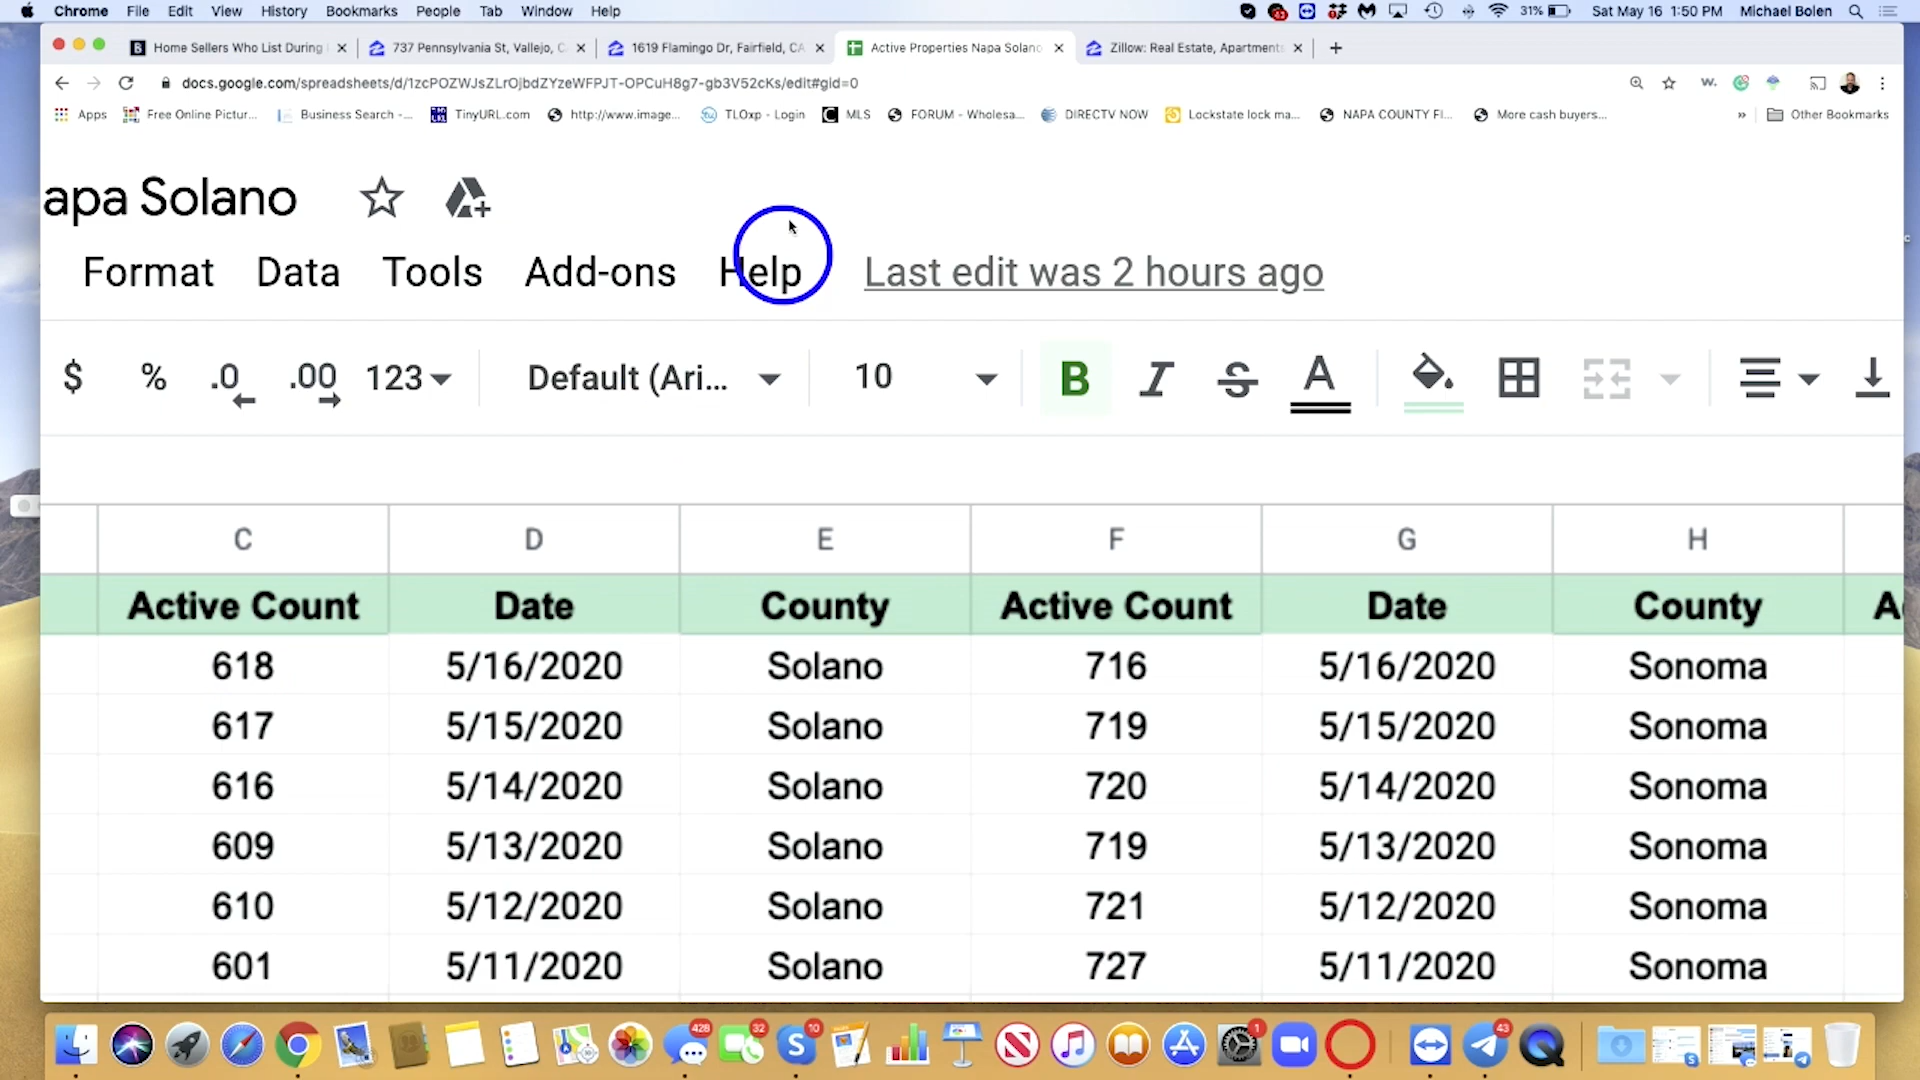 Chrome File Edit View History Bookmarks People Tab Window Help 31% Sat May 16 1:50 PM Michael Bolen
Home Sellers Who List During 737 Pennsylvania St, Vallejo, C 1619 Flamingo Dr, Fairfield, CA Active Properties Napa Solano Zillow: Real Estate, Apartments
docs.google.com/spreadsheets/d/1zcPOZWJsZLrOjbdZYzeWFPJT-OPCuH8g7-gb3V52cKs/edit#gid=0 w.
Apps Free Online Pictur... Business Search -... TinyURL.com http://www.image... TLOxp - Login MLS FORUM - Wholesa... DIRECTV NOW Lockstate lock ma... NAPA COUNTY FI... More cash buyers... » Other Bookmarks
apa Solano
Format Data Tools Add-ons Help Last edit was 2 hours ago
$ % .0 .00 123 Default (Ari... 10 B I S A
C D E F G H
Active Count Date County Active Count Date County A
618 5/16/2020 Solano 716 5/16/2020 Sonoma
617 5/15/2020 Solano 719 5/15/2020 Sonoma
616 5/14/2020 Solano 720 5/14/2020 Sonoma
609 5/13/2020 Solano 719 5/13/2020 Sonoma
610 5/12/2020 Solano 721 5/12/2020 Sonoma
601 5/11/2020 Solano 727 5/11/2020 Sonoma
428 32 10 1 43